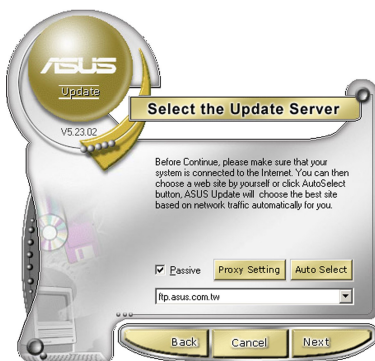 ASUS
Update
V5.23.02
Select the Update Server
Before Continue, please make sure that your
system is connected to the Internet. You can then
choose a web site by yourself or click AutoSelect
button, ASUS Update will choose the best site
based on network traffic automatically for you.
Passive
Proxy Setting
Auto Select
ftp.asus.com.tw
Back
Cancel
Next